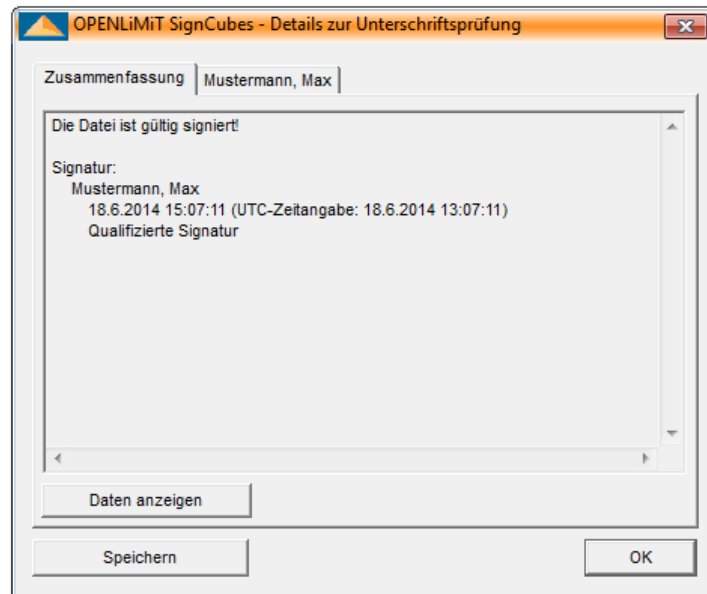 OPENLiMiT SignCubes - Details zur Unterschriftsprüfung
Zusammenfassung
Mustermann, Max
Die Datei ist gültig signiert!
Signatur:
Mustermann, Max
18.6.2014 15:07:11 (UTC-Zeitangabe: 18.6.2014 13:07:11)
Qualifizierte Signatur
Daten anzeigen
Speichern
OK